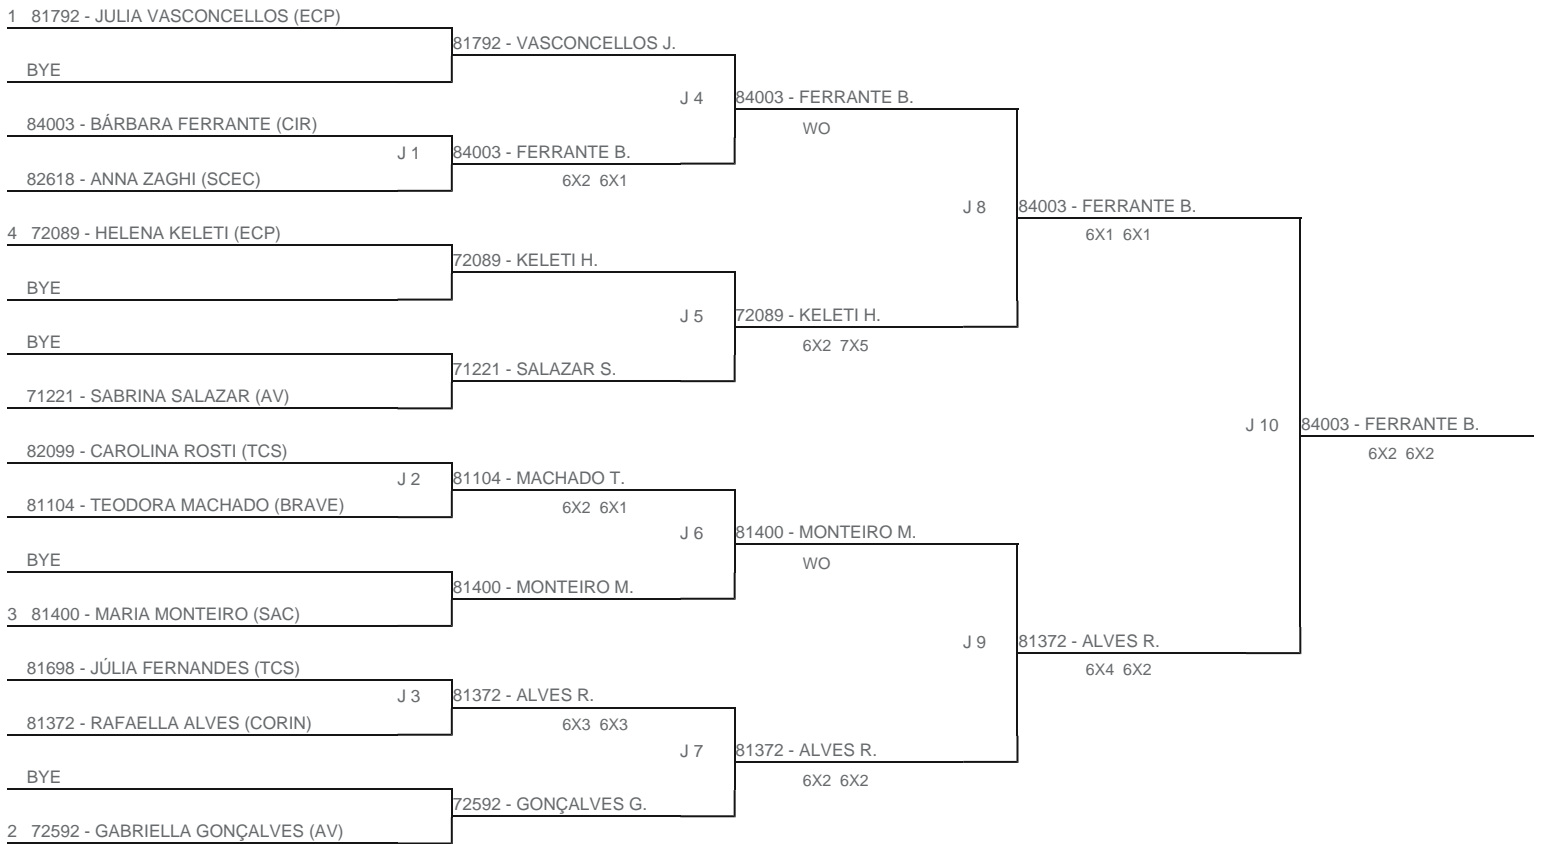 1 81792 - JULIA VASCONCELLOS (ECP)
81792 - VASCONCELLOS J.
BYE
J 4
84003 - FERRANTE B.
84003 - BÁRBARA FERRANTE (CIR)
WO
J 1
84003 - FERRANTE B.
82618 - ANNA ZAGHI (SCEC)
6X2 6X1
J 8
84003 - FERRANTE B.
4 72089 - HELENA KELETI (ECP)
6X1 6X1
72089 - KELETI H.
BYE
J 5
72089 - KELETI H.
BYE
6X2 7X5
71221 - SALAZAR S.
71221 - SABRINA SALAZAR (AV)
J 10
84003 - FERRANTE B.
82099 - CAROLINA ROSTI (TCS)
6X2 6X2
J 2
81104 - MACHADO T.
81104 - TEODORA MACHADO (BRAVE)
6X2 6X1
J 6
81400 - MONTEIRO M.
BYE
WO
81400 - MONTEIRO M.
3 81400 - MARIA MONTEIRO (SAC)
J 9
81372 - ALVES R.
81698 - JÚLIA FERNANDES (TCS)
6X4 6X2
J 3
81372 - ALVES R.
81372 - RAFAELLA ALVES (CORIN)
6X3 6X3
J 7
81372 - ALVES R.
BYE
6X2 6X2
72592 - GONÇALVES G.
2 72592 - GABRIELLA GONÇALVES (AV)